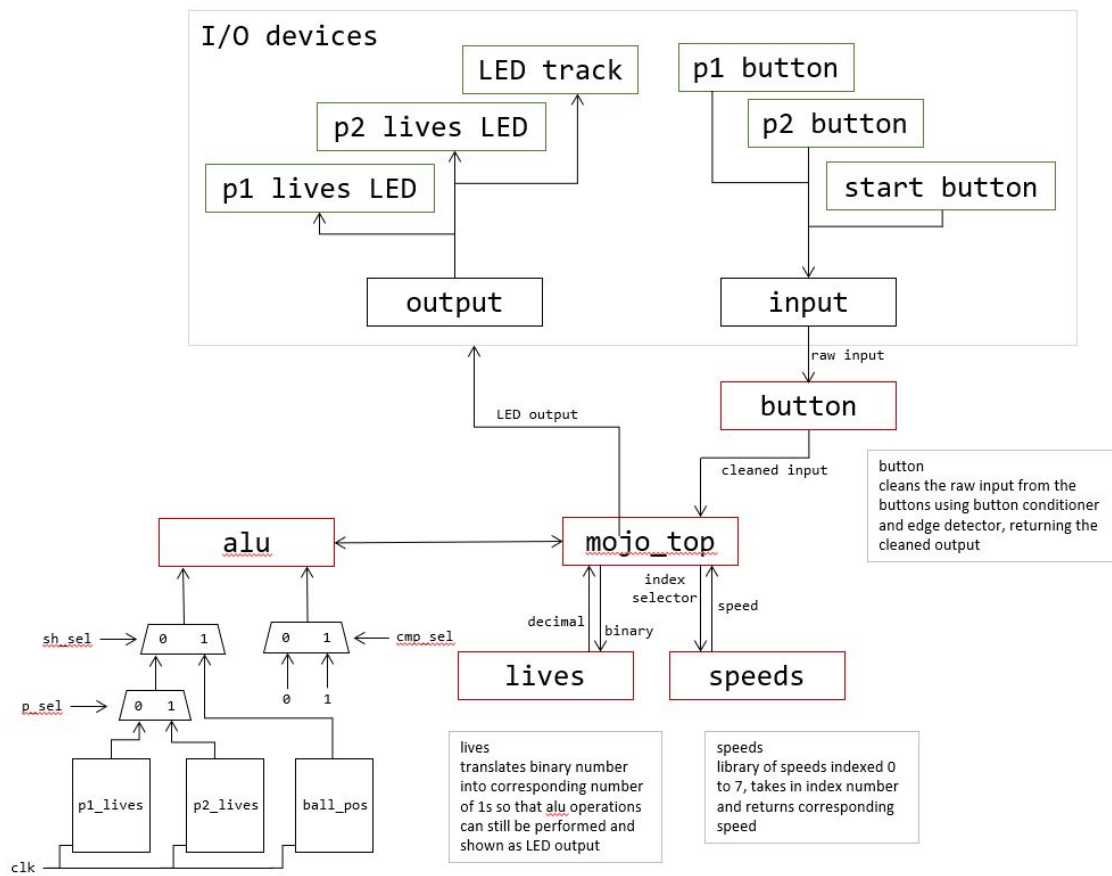 I/O devices
LED track
p1 button
p2 lives LED
p2 button
p1 lives LED
start button
output
input
raw input
button
LED output
cleaned input
button
cleans the raw input from the
buttons using button conditioner
and edge detector, returning the
cleaned output
alu
mojo_top
index
selector
speed
decimal
binary
sh_sel
0 1
0 1
cmp_sel
lives
speeds
0 1
p_sel
0 1
p1_lives
p2_lives
ball_pos
clk
lives
translates binary number
into corresponding number
of 1s so that alu operations
can still be performed and
shown as LED output
speeds
library of speeds indexed 0
to 7, takes in index number
and returns corresponding
speed